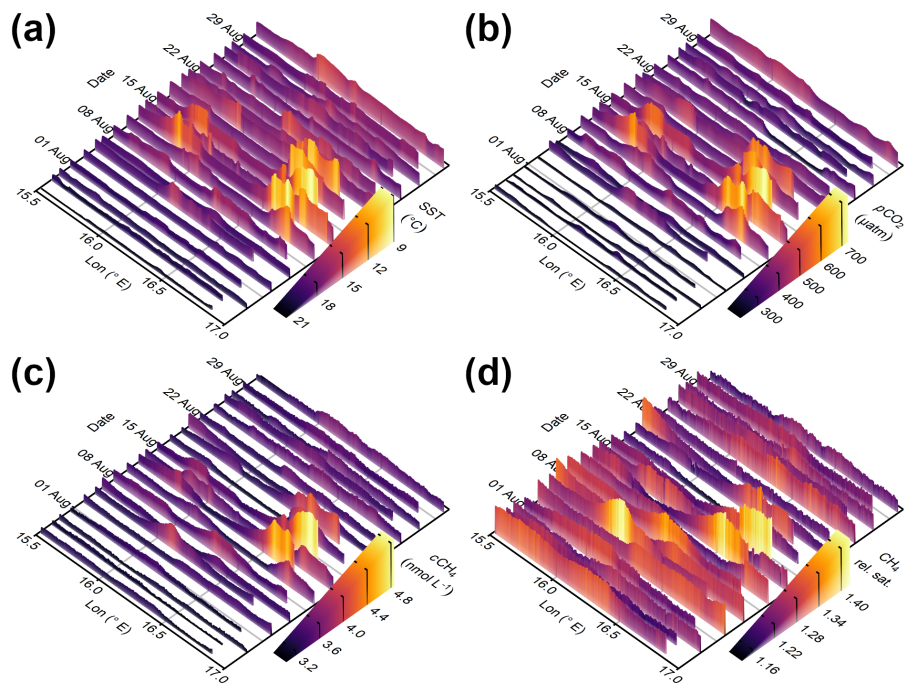 (a)
29 Aug
22 Aug
15 Aug
Date
08 Aug
01 Aug
15.5
16.0
16.5
17.0
Lon (° E)
SST
(°C)
9
12
15
18
21
(b)
29 Aug
22 Aug
15 Aug
Date
08 Aug
01 Aug
15.5
16.0
16.5
17.0
Lon (° E)
pCO₂
(µatm)
700
600
500
400
300
(c)
29 Aug
22 Aug
15 Aug
Date
08 Aug
01 Aug
15.5
16.0
16.5
17.0
Lon (° E)
cCH₄
(nmol L⁻¹)
4.8
4.4
4.0
3.6
3.2
(d)
29 Aug
22 Aug
15 Aug
Date
08 Aug
01 Aug
15.5
16.0
16.5
17.0
Lon (° E)
CH₄
rel. sat.
1.40
1.34
1.28
1.22
1.16